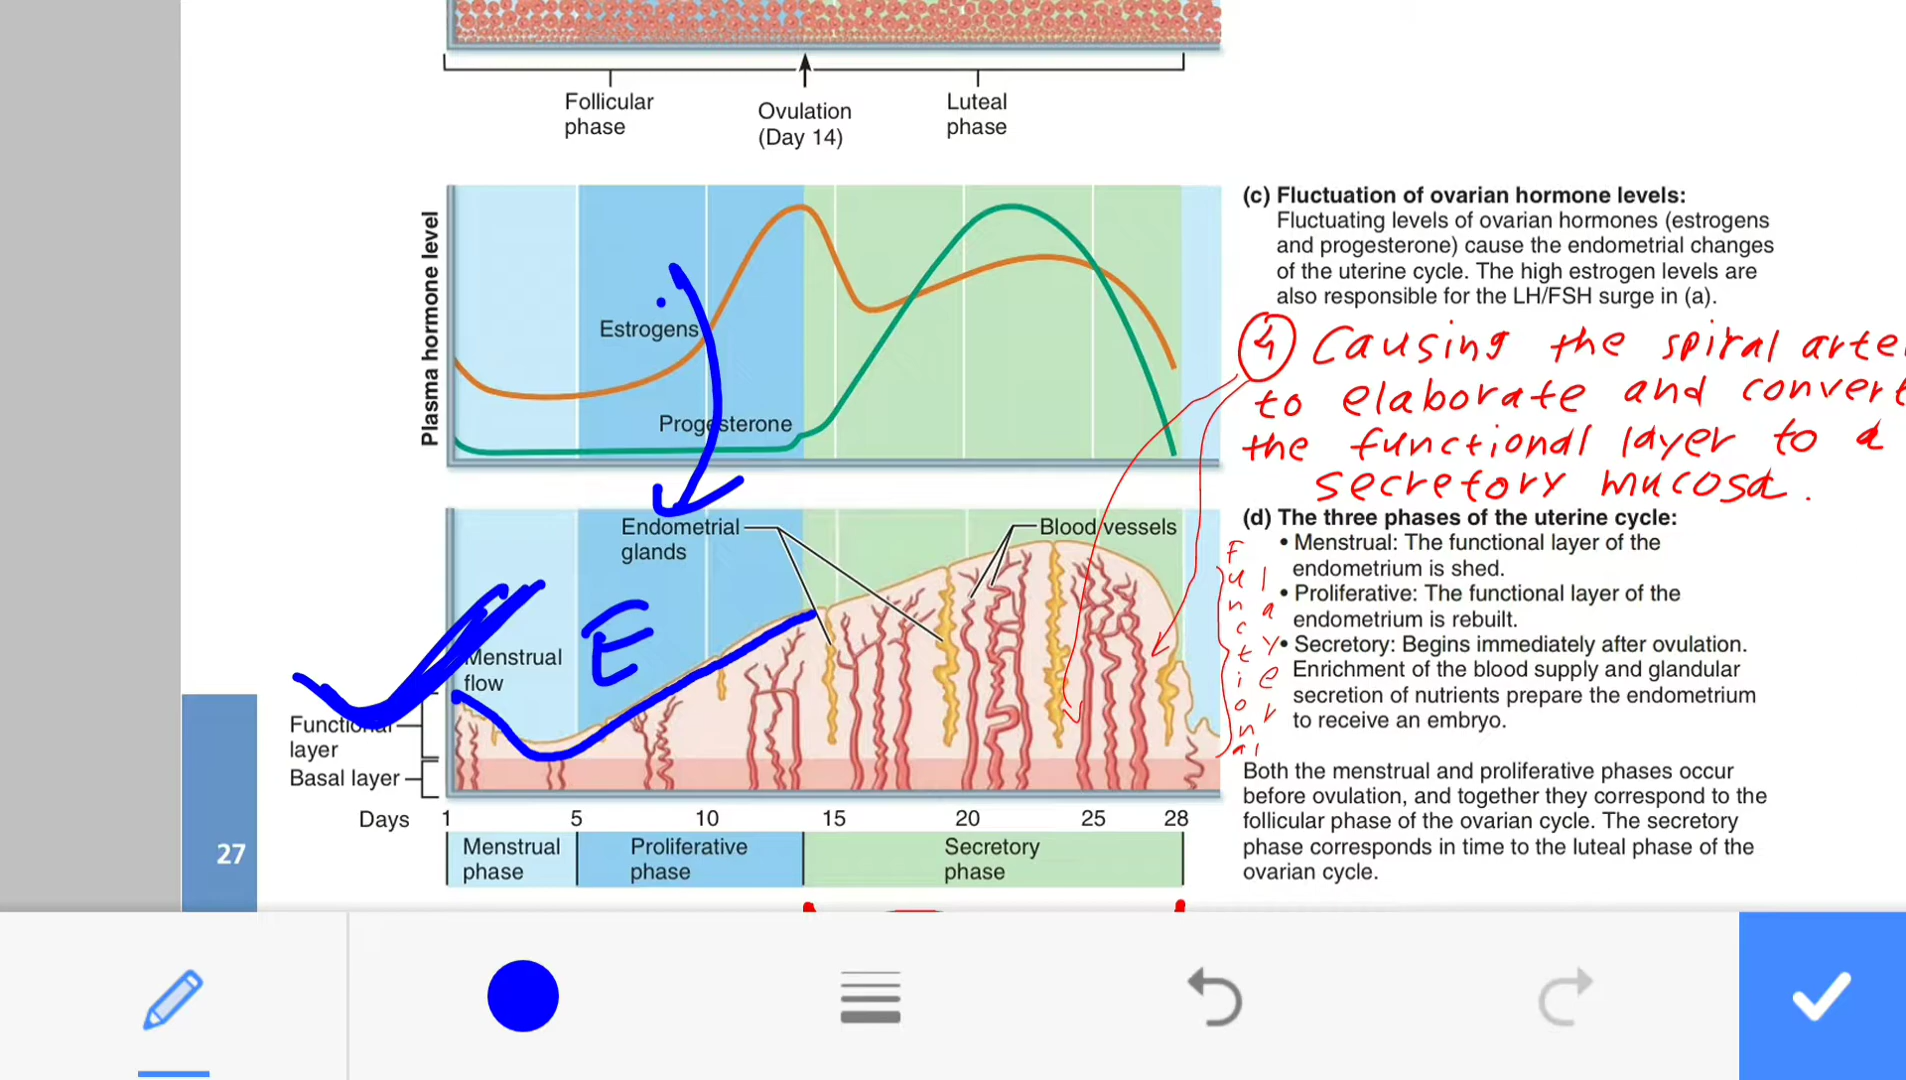 Follicular
phase
Ovulation
(Day 14)
Luteal
phase
Plasma hormone level
Estrogens
Progesterone
(c) Fluctuation of ovarian hormone levels:
Fluctuating levels of ovarian hormones (estrogens
and progesterone) cause the endometrial changes
of the uterine cycle. The high estrogen levels are
also responsible for the LH/FSH surge in (a).
4 Causing the spiral arte
to elaborate and convert
the functional layer to a
secretory mucosa.
Endometrial
glands
Blood vessels
Menstrual
flow
E
Functional
layer
Basal layer
Functional
layer
(d) The three phases of the uterine cycle:
• Menstrual: The functional layer of the
endometrium is shed.
• Proliferative: The functional layer of the
endometrium is rebuilt.
• Secretory: Begins immediately after ovulation.
Enrichment of the blood supply and glandular
secretion of nutrients prepare the endometrium
to receive an embryo.
Both the menstrual and proliferative phases occur
before ovulation, and together they correspond to the
follicular phase of the ovarian cycle. The secretory
phase corresponds in time to the luteal phase of the
ovarian cycle.
Days 1 5 10 15 20 25 28
Menstrual
phase
Proliferative
phase
Secretory
phase
27